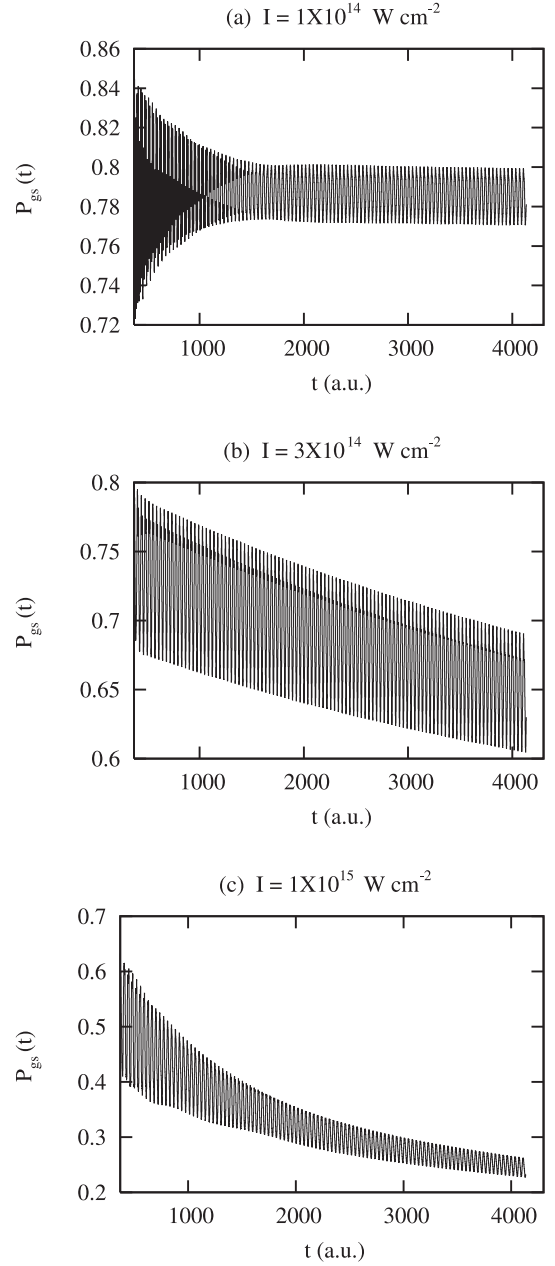 (a) I = 1X10^14 W cm^-2
0.86
0.84
0.82
0.8
0.78
0.76
0.74
0.72
P_gs (t)
1000 2000 3000 4000
t (a.u.)
(b) I = 3X10^14 W cm^-2
0.8
0.75
0.7
0.65
0.6
P_gs (t)
1000 2000 3000 4000
t (a.u.)
(c) I = 1X10^15 W cm^-2
0.7
0.6
0.5
0.4
0.3
0.2
P_gs (t)
1000 2000 3000 4000
t (a.u.)